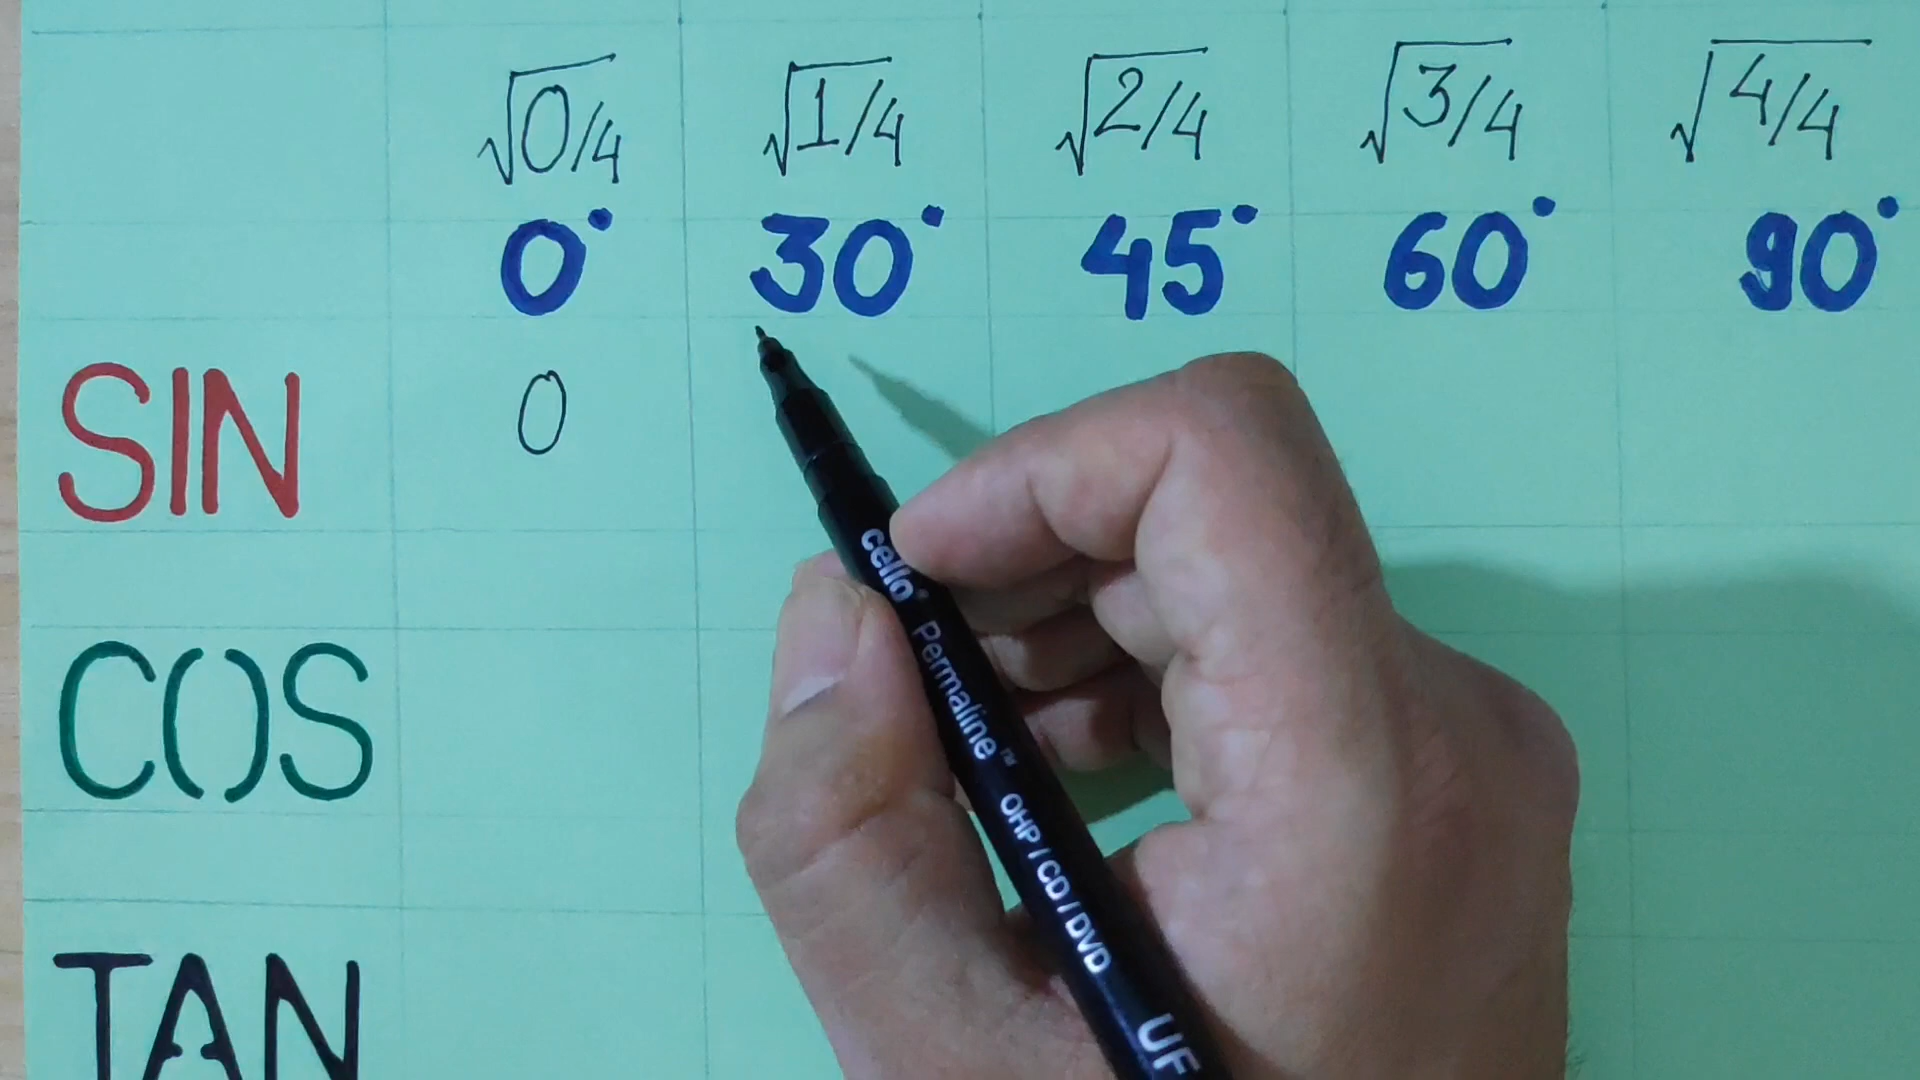 √0/4 √1/4 √2/4 √3/4 √4/4
0° 30° 45° 60° 90°
SIN 0
COS
TAN
cello Permaline™ OHP/CD/DVD UF